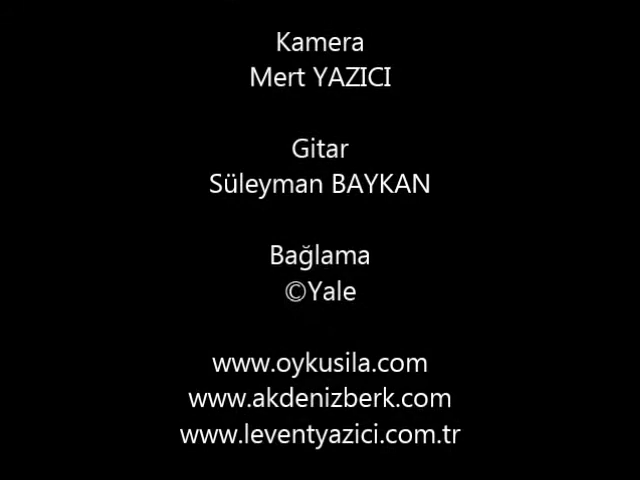 Kamera
Mert YAZICI
Gitar
Süleyman BAYKAN
Bağlama
©Yale
www.oykusila.com
www.akdenizberk.com
www.leventyazici.com.tr